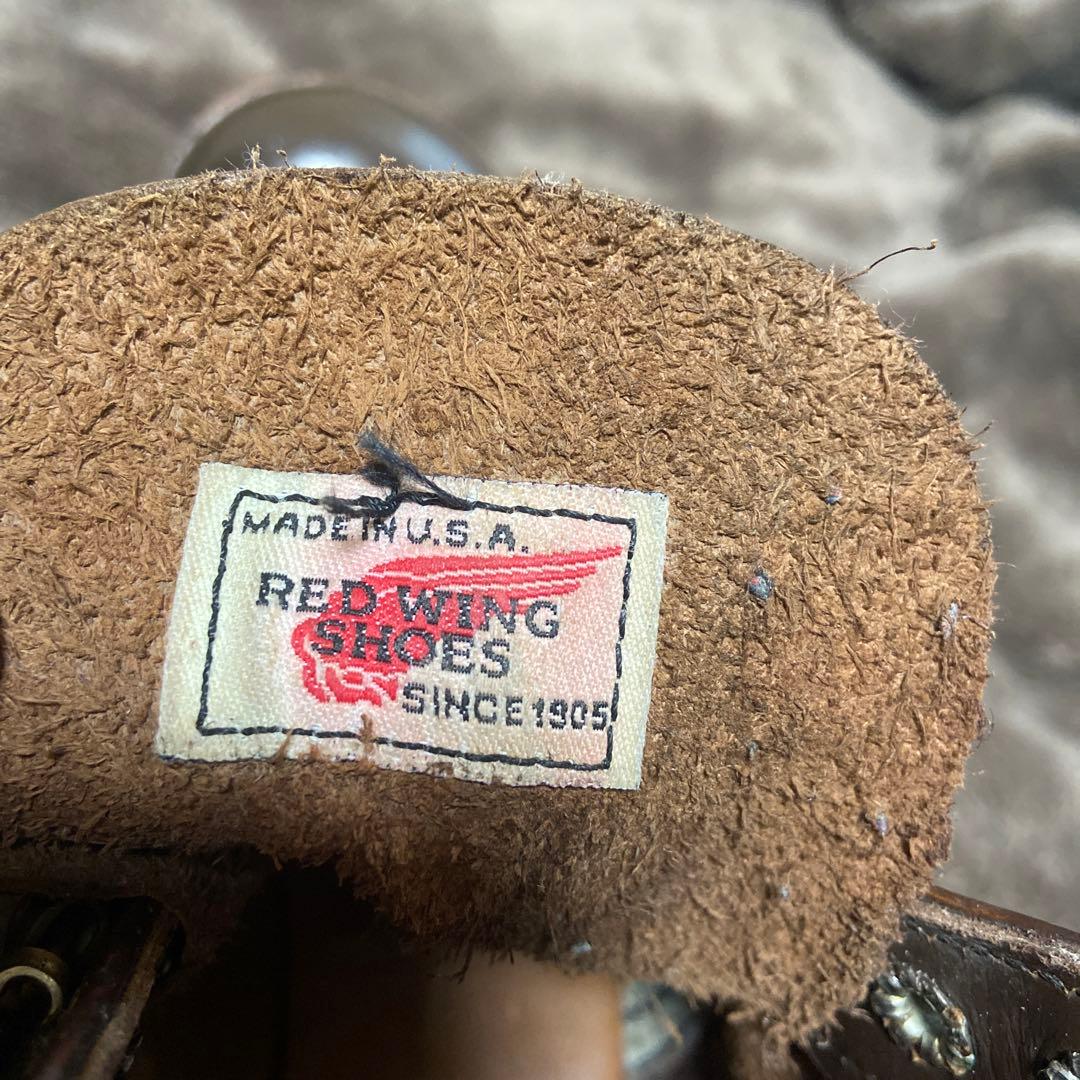 MADE IN U.S.A.
RED WING
SHOES
SINCE 1905